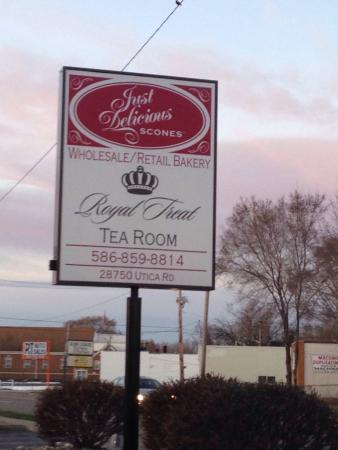 Just
Delicious
SCONES
WHOLESALE/RETAIL BAKERY
Royal Treat
TEA ROOM
586-859-8814
28750 UTICA RD